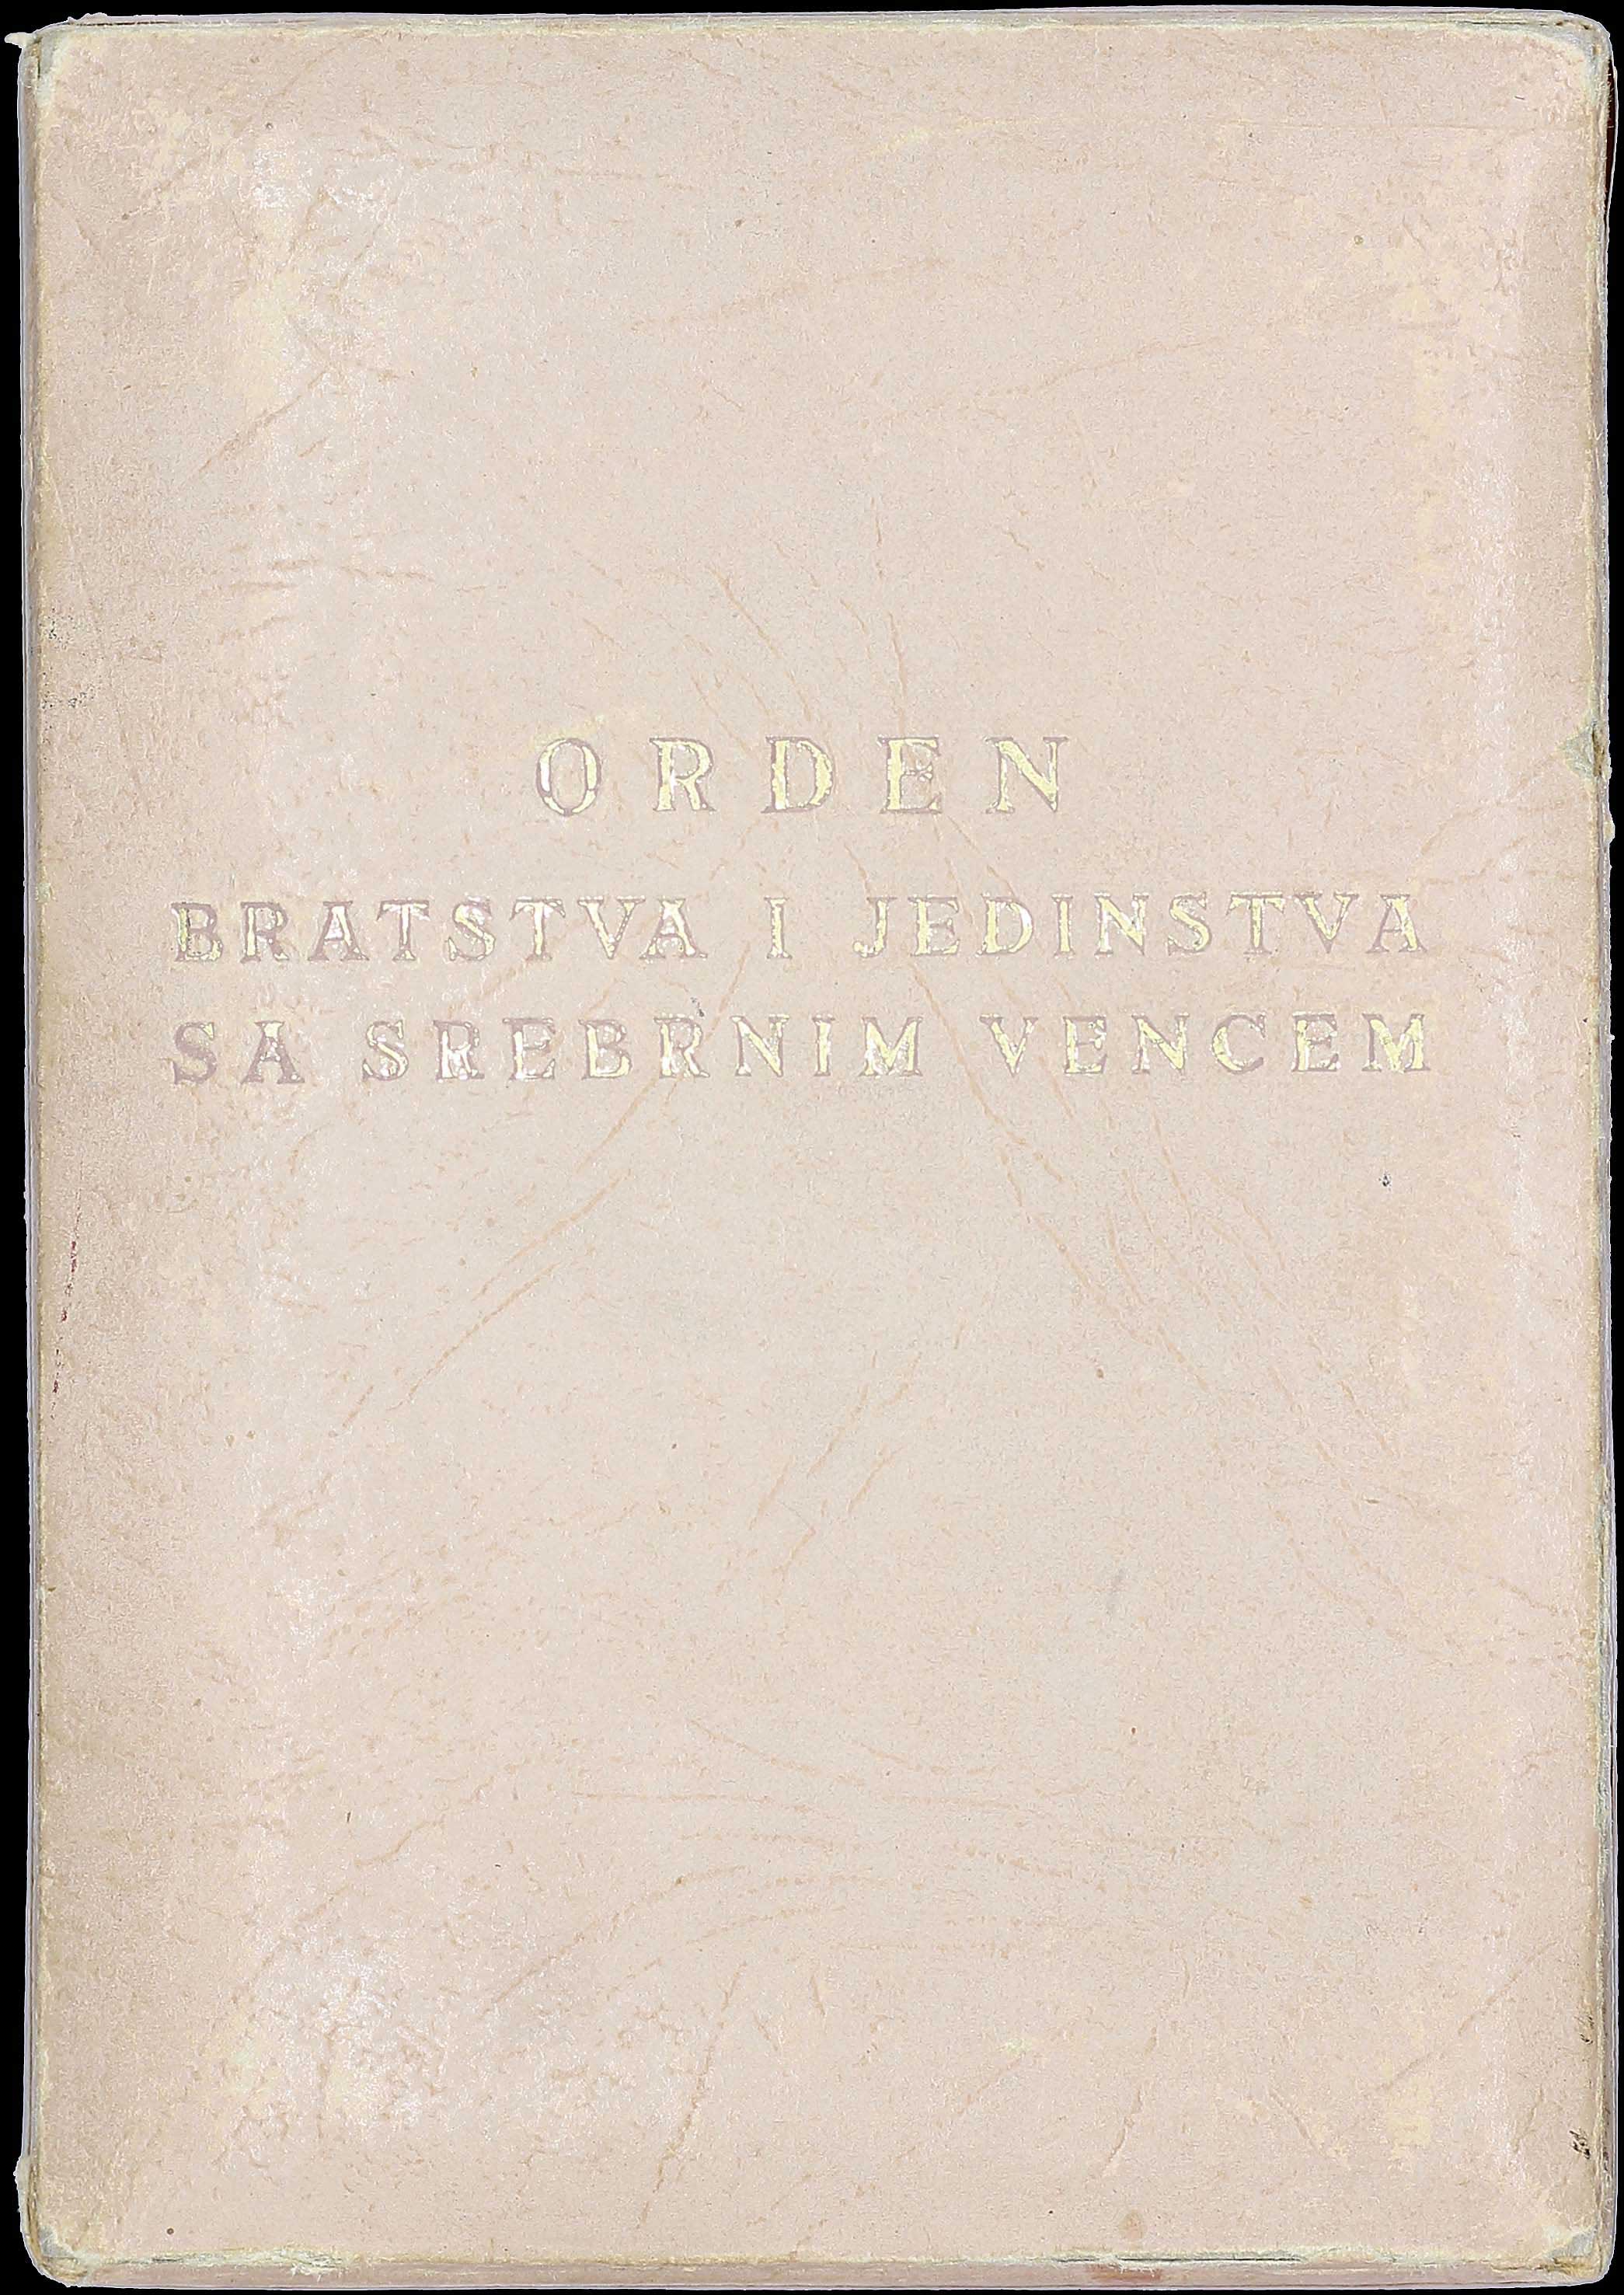 ORDEN
BRATSTVA I JEDINSTVA
SA SREBRNIM VENCEM